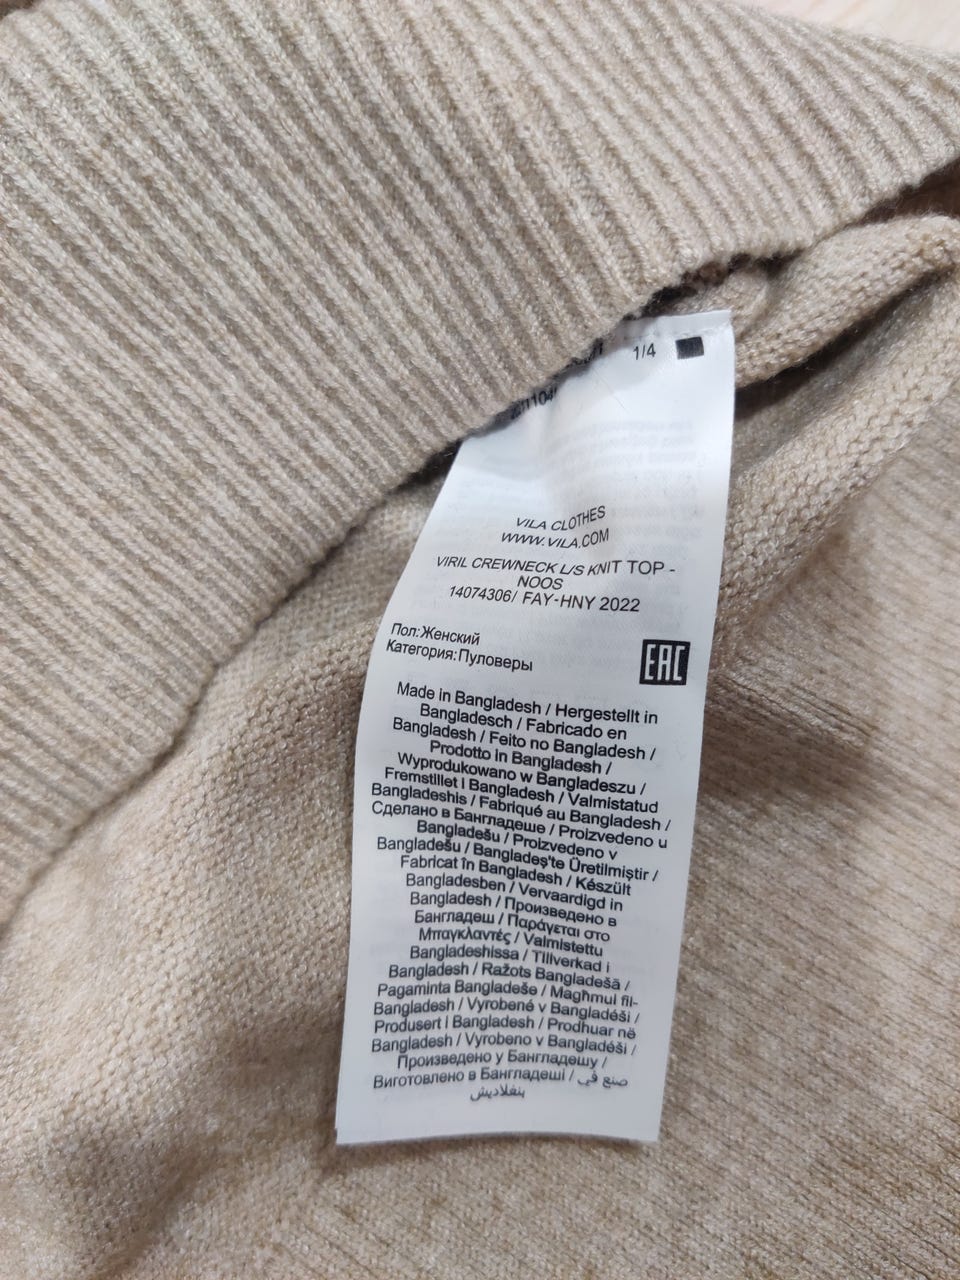 1/4
VILA CLOTHES
WWW.VILA.COM
VIRIL CREWNECK L/S KNIT TOP -
NOOS
14074306/ FAY-HNY 2022
Пол:Женский
Категория:Пуловеры
EAC
Made in Bangladesh / Hergestellt in
Bangladesch / Fabricado en
Bangladesh / Feito no Bangladesh /
Prodotto in Bangladesh /
Wyprodukowano w Bangladeszu /
Fremstillet i Bangladesh / Valmistatud
Bangladeshis / Fabriqué au Bangladesh /
Сделано в Бангладеше / Proizvedeno u
Bangladešu / Proizvedeno v
Bangladešu / Bangladeş'te Üretilmiştir /
Fabricat în Bangladesh / Készült
Bangladesben / Vervaardigd in
Bangladesh / Произведено в
Бангладеш / Παράγεται στο
Μπαγκλαντές / Valmistettu
Bangladeshissa / Tillverkad i
Bangladesh / Ražots Bangladešā /
Pagaminta Bangladeše / Magħmul fil-
Bangladesh / Vyrobené v Bangladéši /
Produsert i Bangladesh / Prodhuar në
Bangladesh / Vyrobeno v Bangladéši /
Произведено у Бангладешу /
Виготовлено в Бангладеші / صنع في
بنغلاديش